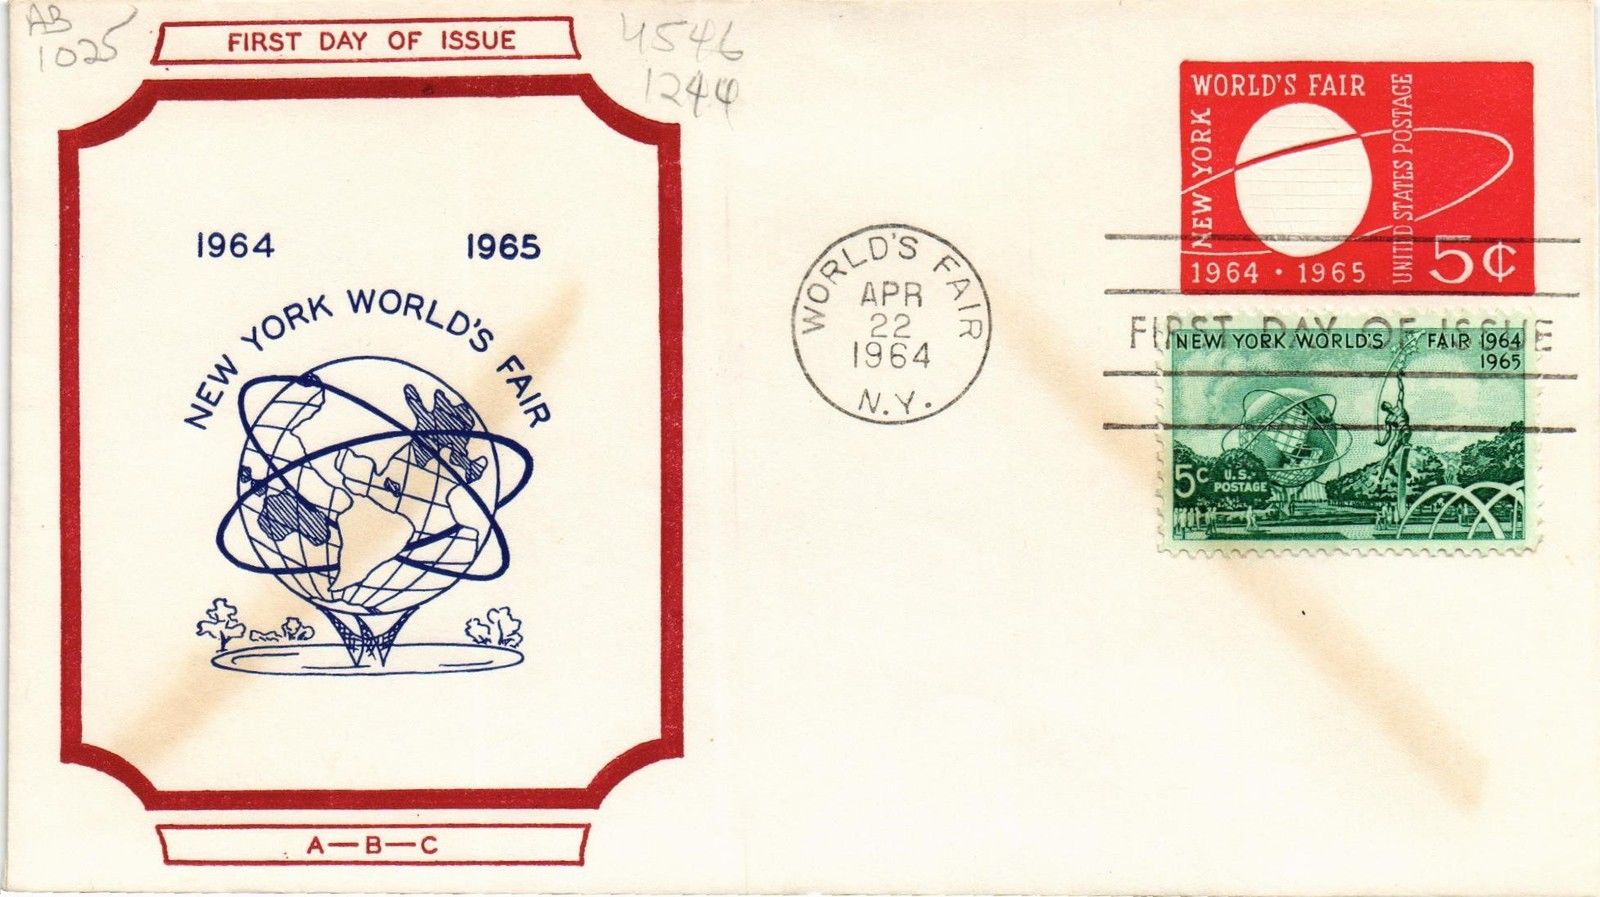 AB
1025
FIRST DAY OF ISSUE
4546
1244
1964 1965
NEW YORK WORLD'S FAIR
A—B—C
WORLD'S FAIR
APR
22
1964
N.Y.
NEW YORK
WORLD'S FAIR
UNITED STATES POSTAGE
1964 · 1965
5¢
FIRST DAY OF ISSUE
NEW YORK WORLD'S FAIR 1964
1965
5c U.S.
POSTAGE